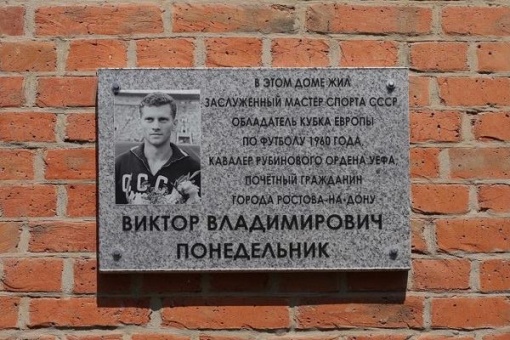 В ЭТОМ ДОМЕ ЖИЛ
ЗАСЛУЖЕННЫЙ МАСТЕР СПОРТА СССР,
ОБЛАДАТЕЛЬ КУБКА ЕВРОПЫ
ПО ФУТБОЛУ 1960 ГОДА,
КАВАЛЕР РУБИНОВОГО ОРДЕНА УЕФА,
ПОЧЁТНЫЙ ГРАЖДАНИН
ГОРОДА РОСТОВА-НА-ДОНУ
СССР
ВИКТОР ВЛАДИМИРОВИЧ
ПОНЕДЕЛЬНИК